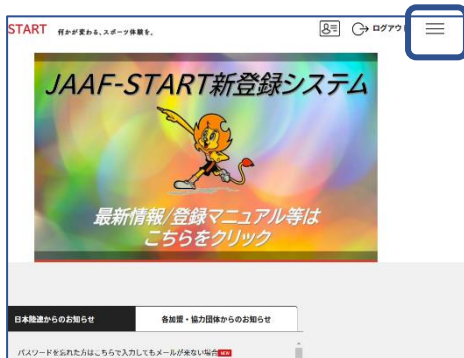 START 何かが変わる、スポーツ体験を。
ログアウト
JAAF-START新登録システム
最新情報/登録マニュアル等は
こちらをクリック
日本陸連からのお知らせ
各加盟・協力団体からのお知らせ
パスワードを忘れた方はこちらで入力してもメールが来ない場合 NEW